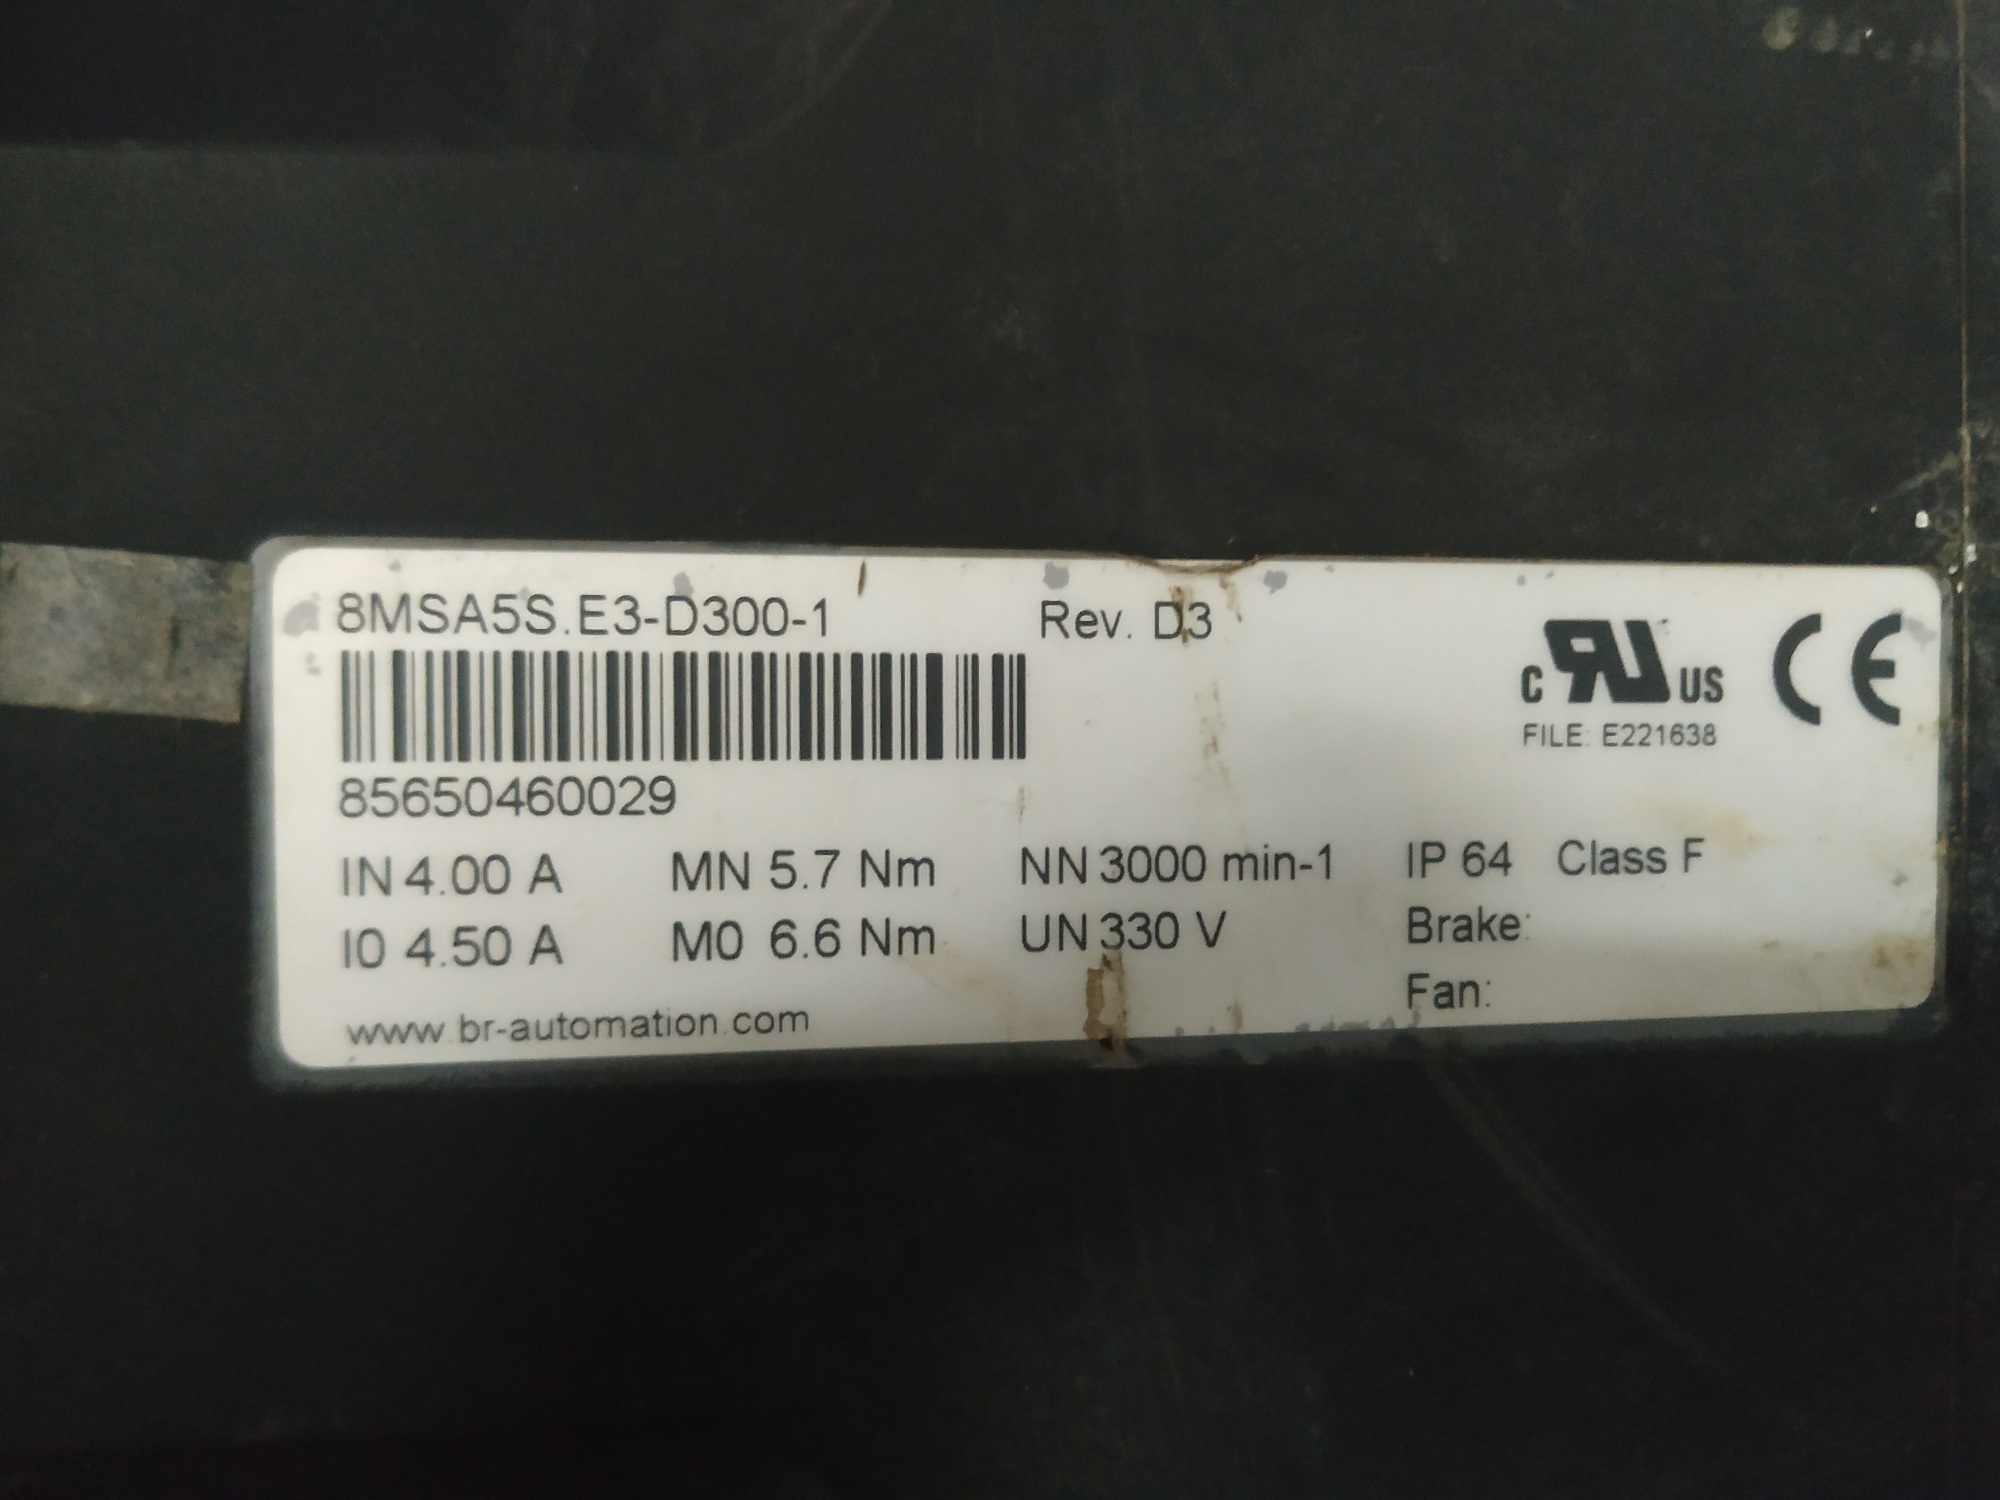 8MSA5S.E3-D300-1 Rev. D3
c RU US CE
FILE: E221638
85650460029
IN 4.00 A MN 5.7 Nm NN 3000 min-1 IP 64 Class F
I0 4.50 A M0 6.6 Nm UN 330 V Brake:
Fan:
www.br-automation.com